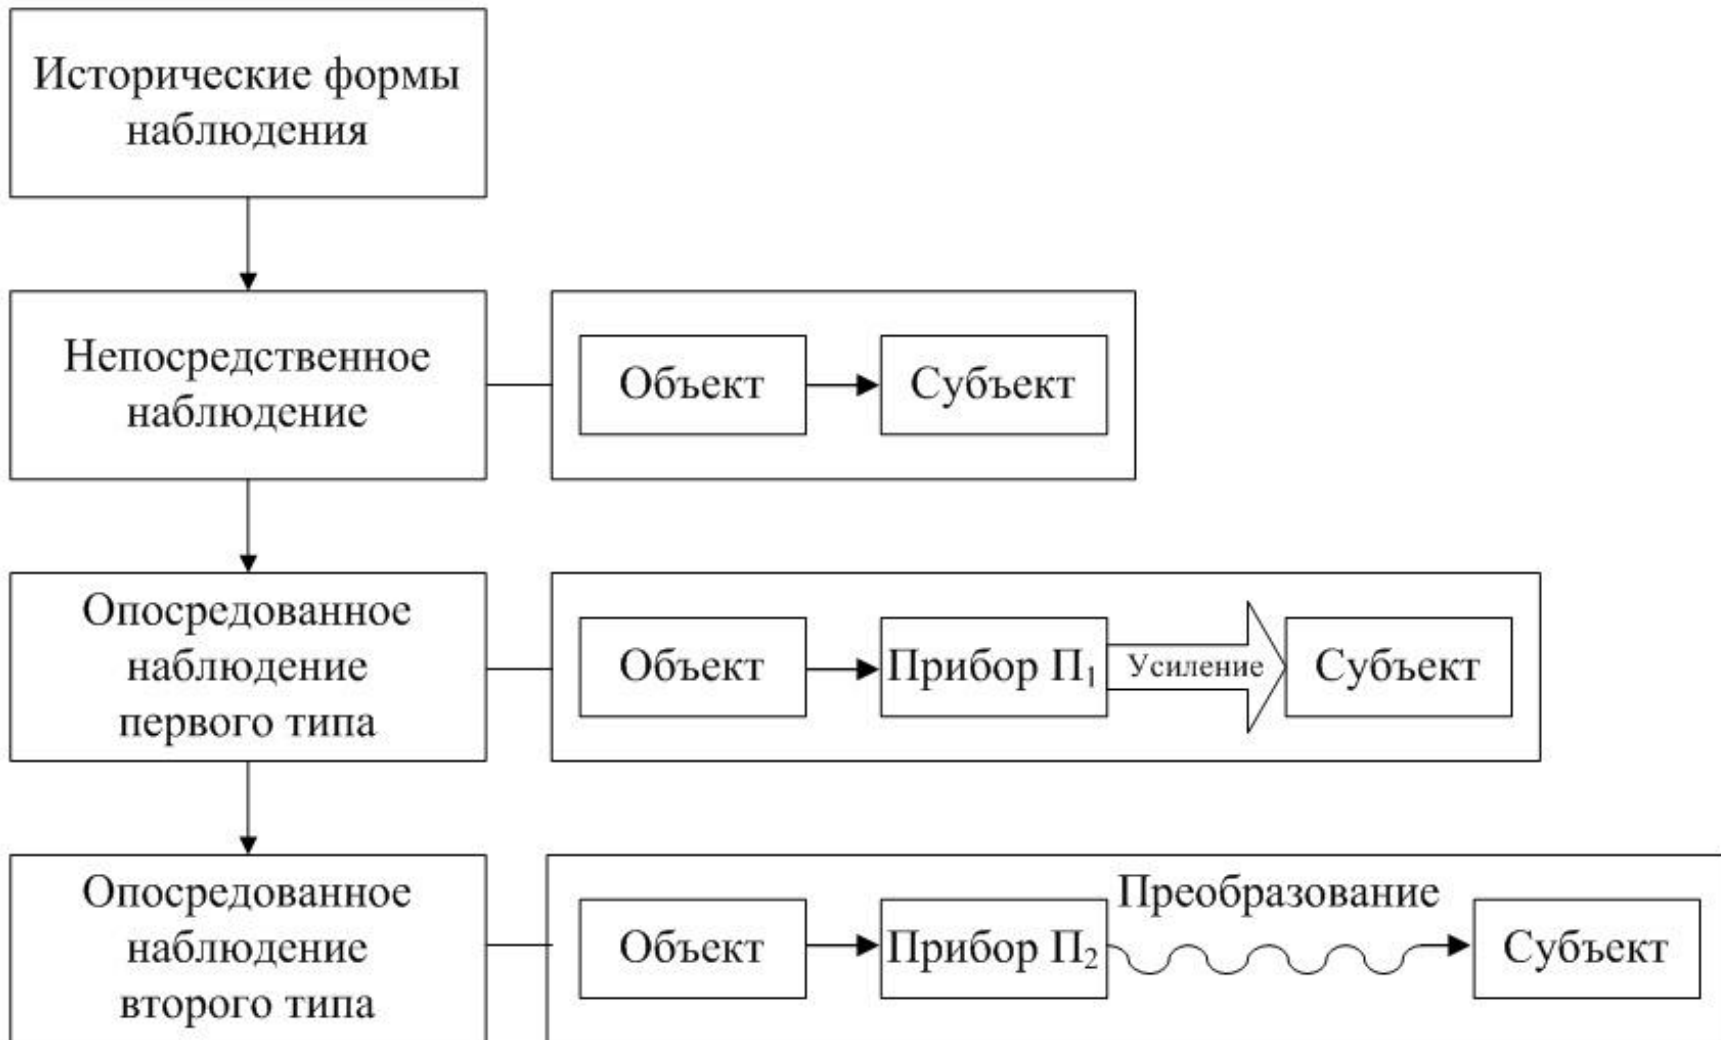 Исторические формы
наблюдения
Непосредственное
наблюдение
Объект
Субъект
Опосредованное
наблюдение
первого типа
Объект
Прибор П₁
Усиление
Субъект
Опосредованное
наблюдение
второго типа
Объект
Прибор П₂
Преобразование
Субъект